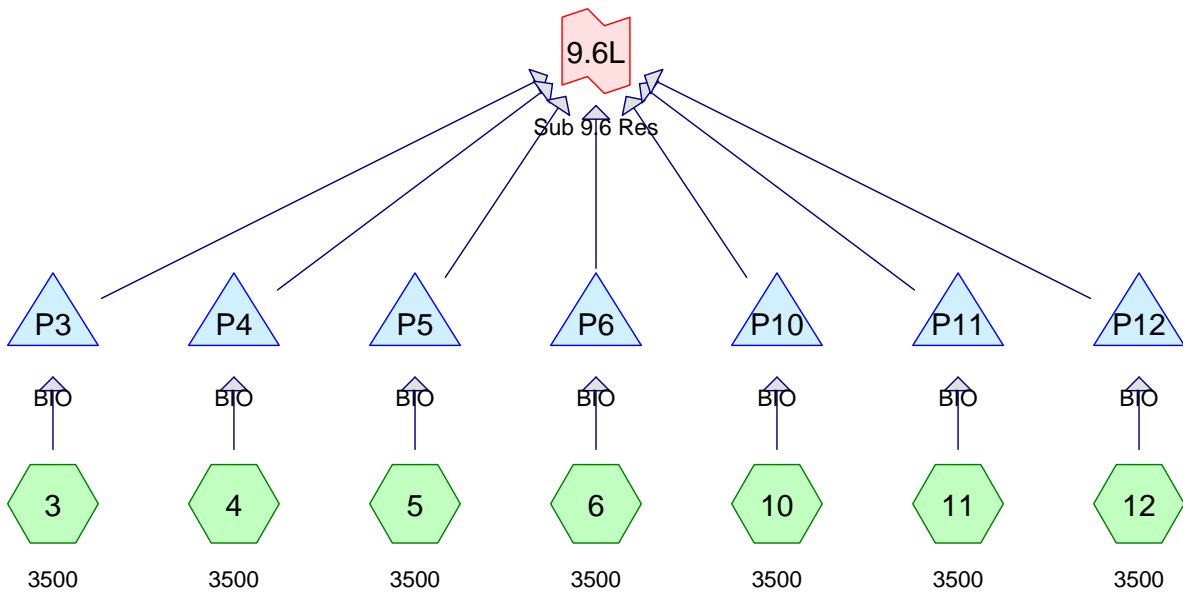 9.6L
Sub 9.6 Res
P3 P4 P5 P6 P10 P11 P12
BIO BIO BIO BIO BIO BIO BIO
3 4 5 6 10 11 12
3500 3500 3500 3500 3500 3500 3500